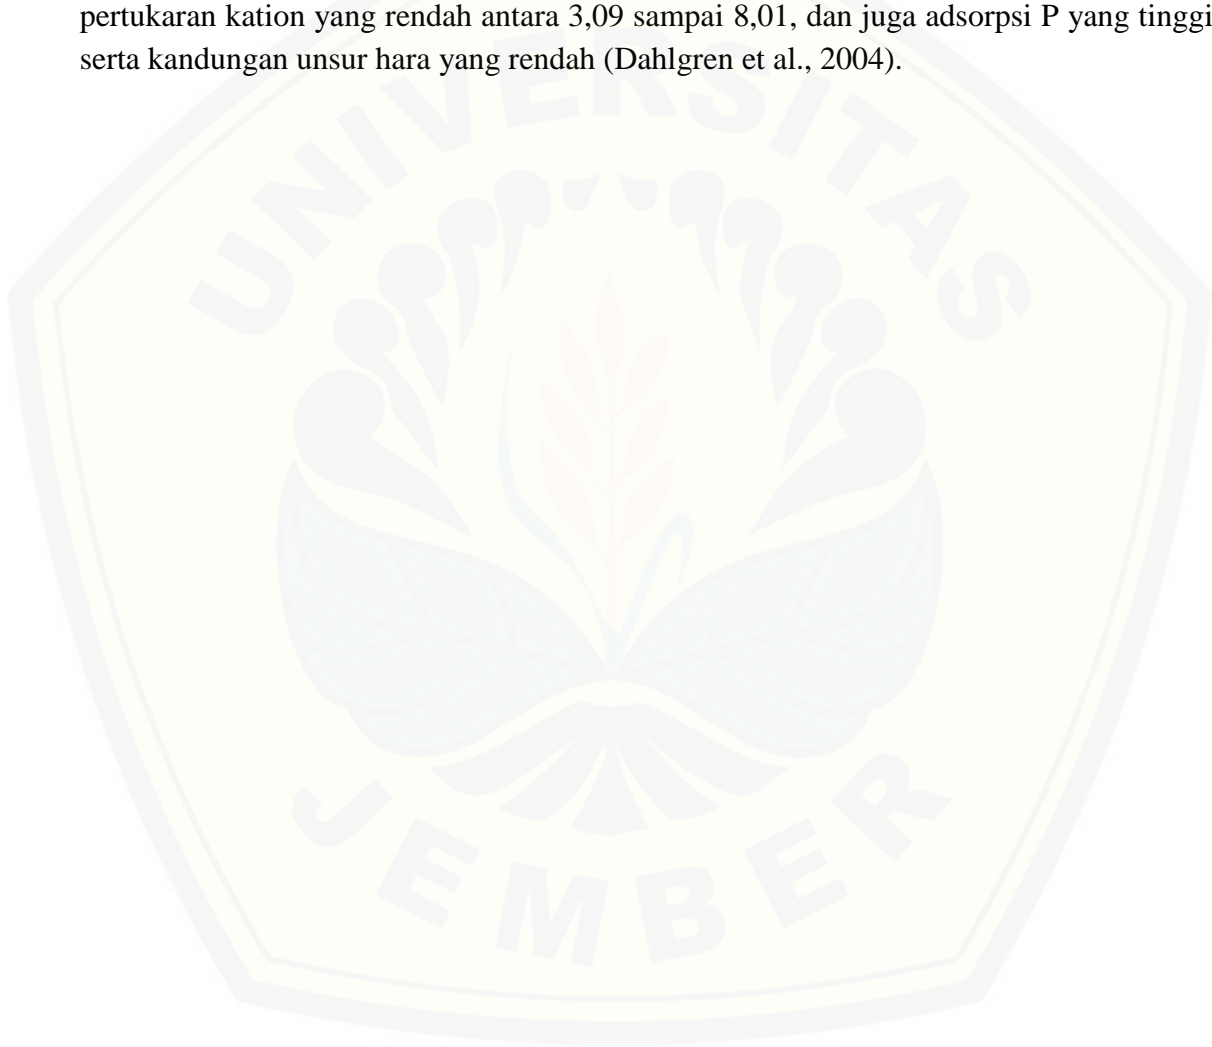 pertukaran kation yang rendah antara 3,09 sampai 8,01, dan juga adsorpsi P yang tinggi
serta kandungan unsur hara yang rendah (Dahlgren et al., 2004).
UNIVERSITAS
JEMBER